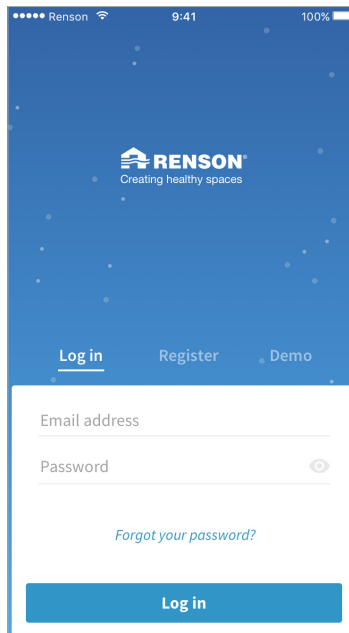 Renson 9:41 100%
RENSON®
Creating healthy spaces
Log in Register Demo
Email address
Password
Forgot your password?
Log in